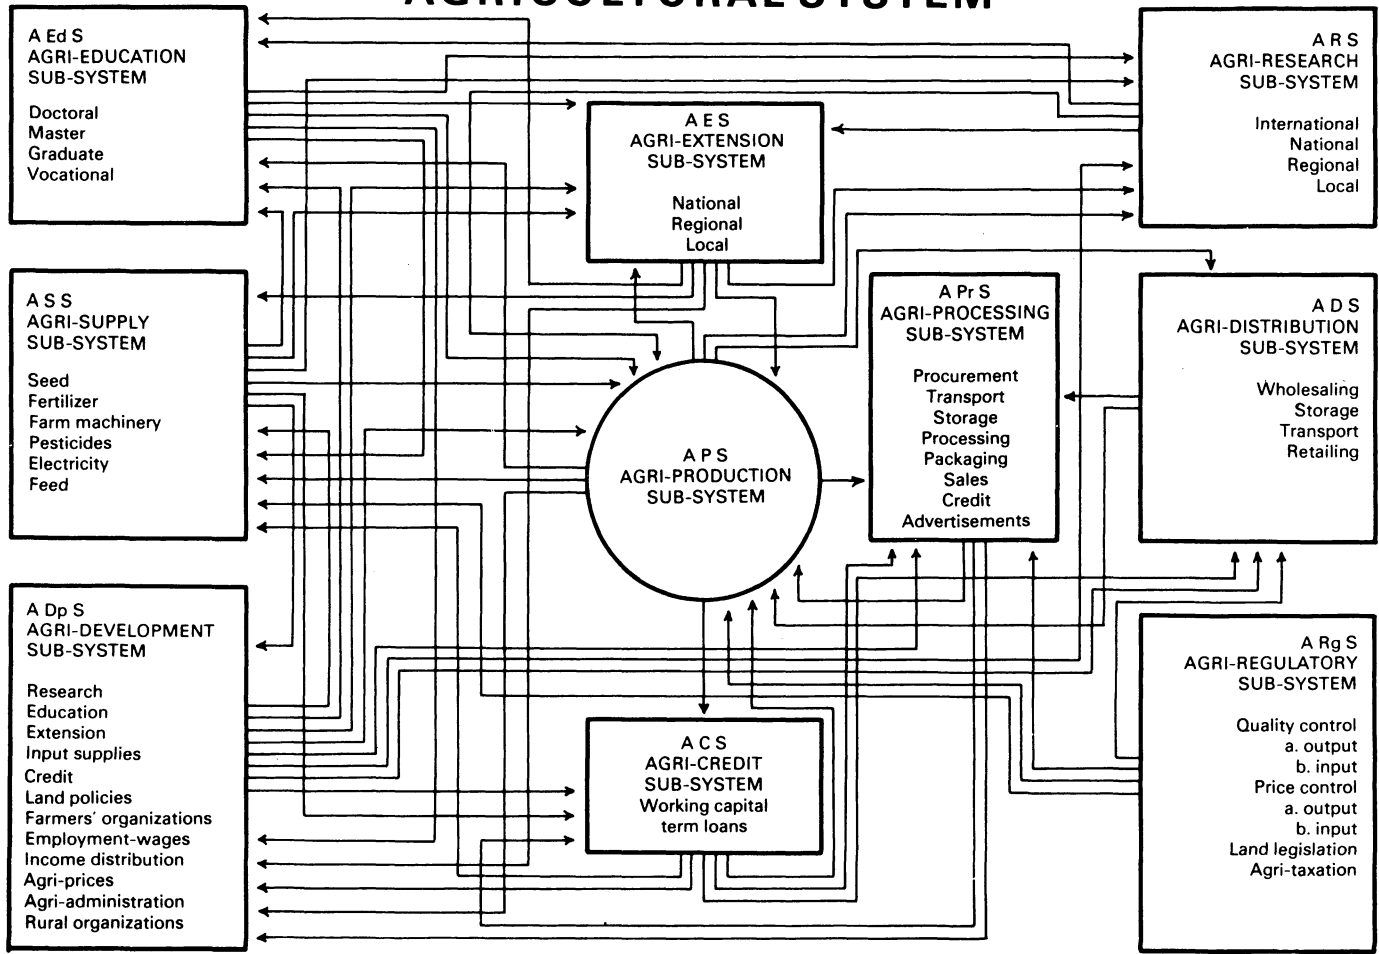 AGRICULTURAL SYSTEM
A Ed S
AGRI-EDUCATION
SUB-SYSTEM
Doctoral
Master
Graduate
Vocational
A R S
AGRI-RESEARCH
SUB-SYSTEM
International
National
Regional
Local
A E S
AGRI-EXTENSION
SUB-SYSTEM
National
Regional
Local
A S S
AGRI-SUPPLY
SUB-SYSTEM
Seed
Fertilizer
Farm machinery
Pesticides
Electricity
Feed
A Pr S
AGRI-PROCESSING
SUB-SYSTEM
Procurement
Transport
Storage
Processing
Packaging
Sales
Credit
Advertisements
A D S
AGRI-DISTRIBUTION
SUB-SYSTEM
Wholesaling
Storage
Transport
Retailing
A P S
AGRI-PRODUCTION
SUB-SYSTEM
A Dp S
AGRI-DEVELOPMENT
SUB-SYSTEM
Research
Education
Extension
Input supplies
Credit
Land policies
Farmers' organizations
Employment-wages
Income distribution
Agri-prices
Agri-administration
Rural organizations
A C S
AGRI-CREDIT
SUB-SYSTEM
Working capital
term loans
A Rg S
AGRI-REGULATORY
SUB-SYSTEM
Quality control
a. output
b. input
Price control
a. output
b. input
Land legislation
Agri-taxation